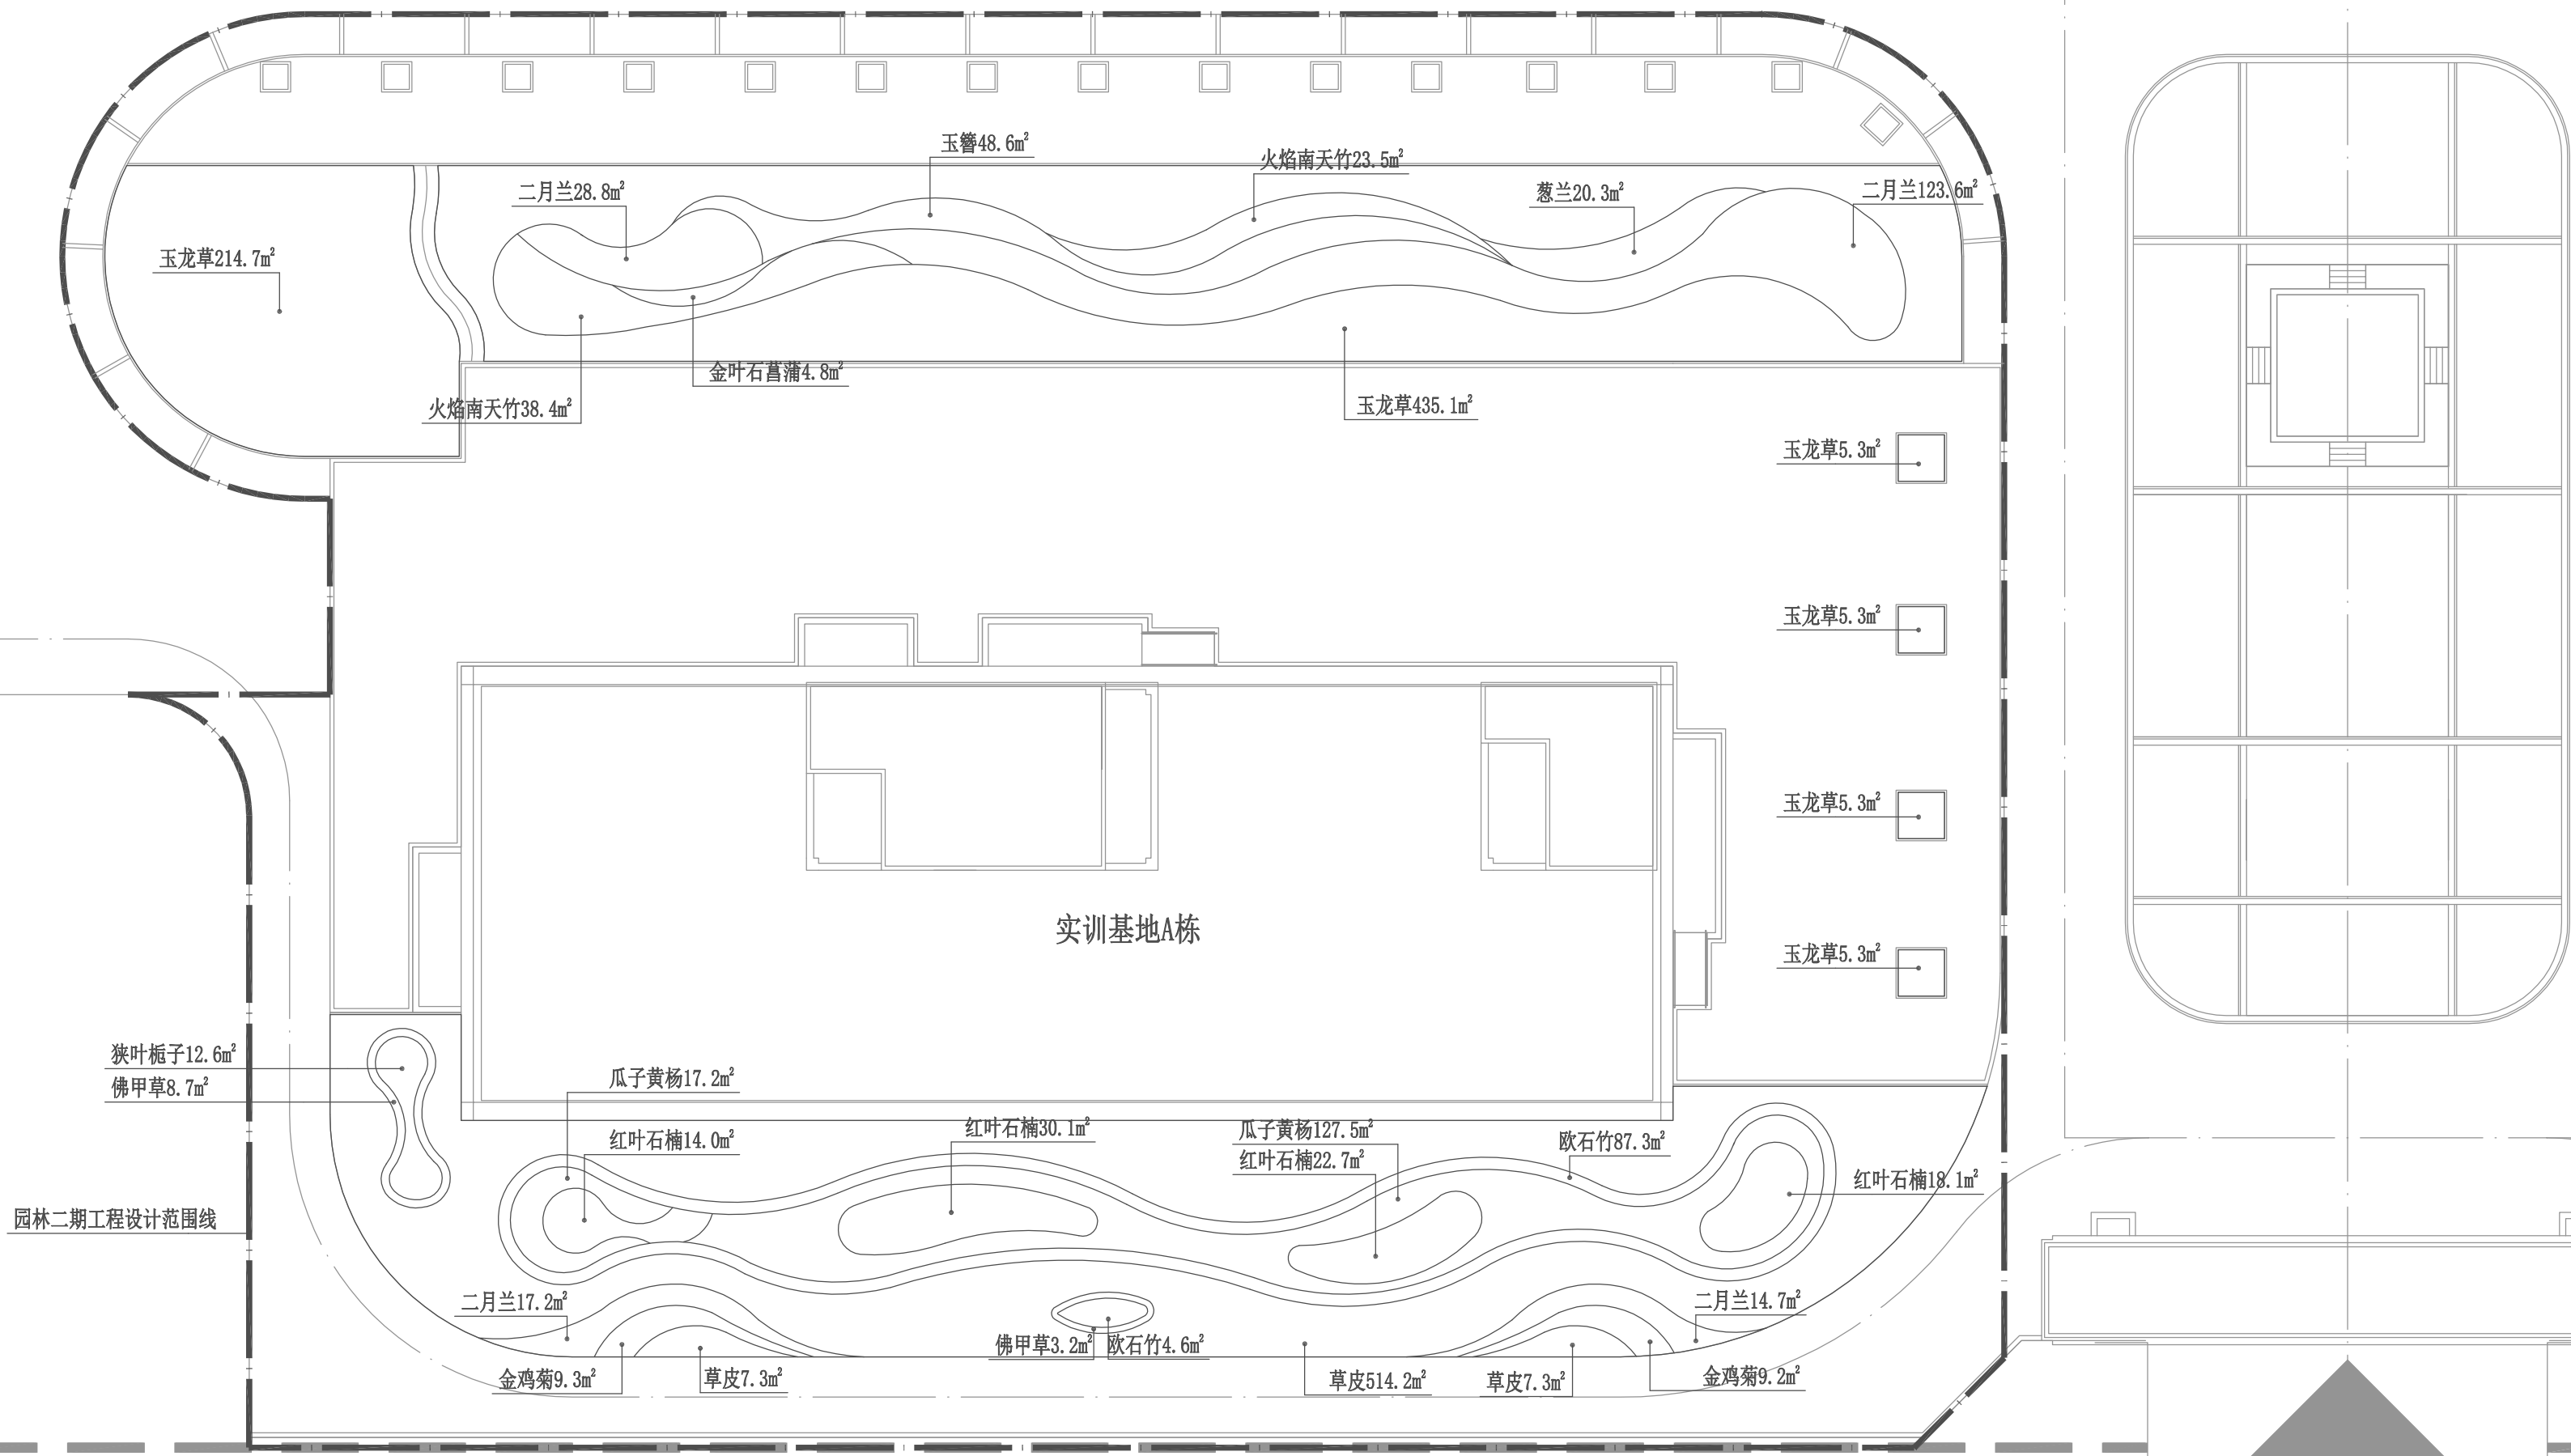 玉簪48.6m²
火焰南天竹23.5m²
二月兰28.8m²
葱兰20.3m²
二月兰123.6m²
玉龙草214.7m²
金叶石菖蒲4.8m²
火焰南天竹38.4m²
玉龙草435.1m²
玉龙草5.3m²
玉龙草5.3m²
玉龙草5.3m²
实训基地A栋
玉龙草5.3m²
狭叶栀子12.6m²
佛甲草8.7m²
瓜子黄杨17.2m²
红叶石楠14.0m²
红叶石楠30.1m²
瓜子黄杨127.5m²
红叶石楠22.7m²
欧石竹87.3m²
红叶石楠18.1m²
园林二期工程设计范围线
二月兰17.2m²
二月兰14.7m²
佛甲草3.2m²
欧石竹4.6m²
金鸡菊9.3m²
草皮7.3m²
草皮514.2m²
草皮7.3m²
金鸡菊9.2m²